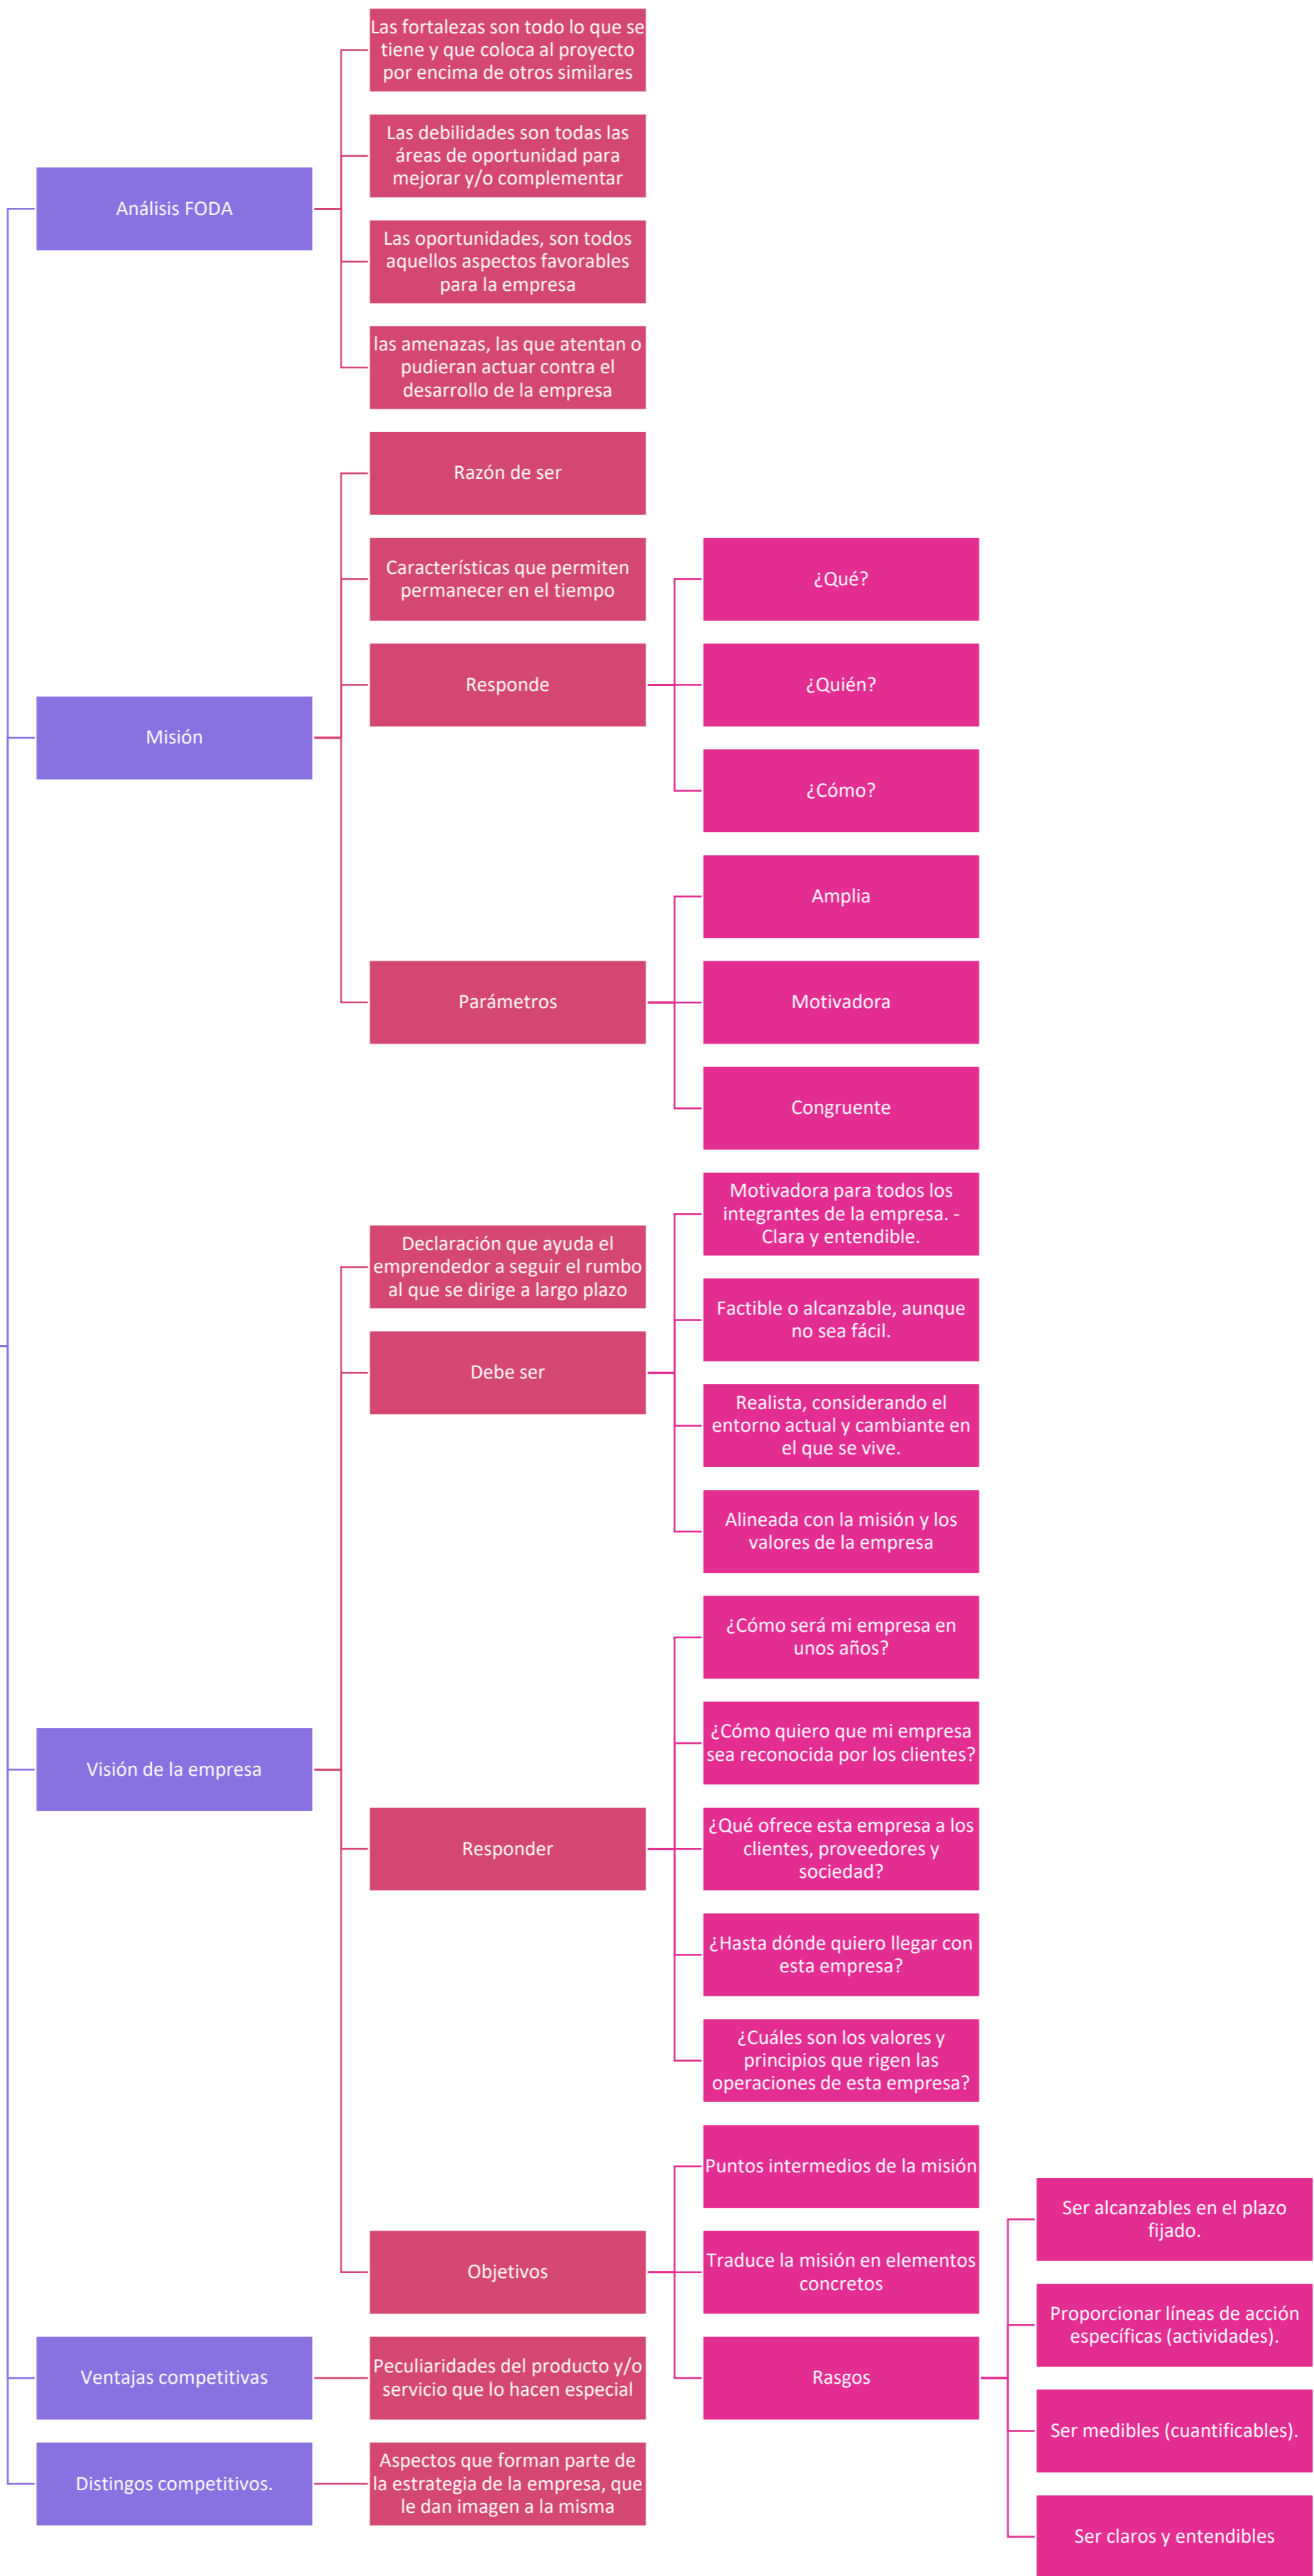 Análisis FODA
Las fortalezas son todo lo que se
tiene y que coloca al proyecto
por encima de otros similares
Las debilidades son todas las
áreas de oportunidad para
mejorar y/o complementar
Las oportunidades, son todos
aquellos aspectos favorables
para la empresa
las amenazas, las que atentan o
pudieran actuar contra el
desarrollo de la empresa
Misión
Razón de ser
Características que permiten
permanecer en el tiempo
Responde
¿Qué?
¿Quién?
¿Cómo?
Parámetros
Amplia
Motivadora
Congruente
Visión de la empresa
Declaración que ayuda el
emprendedor a seguir el rumbo
al que se dirige a largo plazo
Debe ser
Motivadora para todos los
integrantes de la empresa. -
Clara y entendible.
Factible o alcanzable, aunque
no sea fácil.
Realista, considerando el
entorno actual y cambiante en
el que se vive.
Alineada con la misión y los
valores de la empresa
Responder
¿Cómo será mi empresa en
unos años?
¿Cómo quiero que mi empresa
sea reconocida por los clientes?
¿Qué ofrece esta empresa a los
clientes, proveedores y
sociedad?
¿Hasta dónde quiero llegar con
esta empresa?
¿Cuáles son los valores y
principios que rigen las
operaciones de esta empresa?
Objetivos
Puntos intermedios de la misión
Traduce la misión en elementos
concretos
Rasgos
Ser alcanzables en el plazo
fijado.
Proporcionar líneas de acción
específicas (actividades).
Ser medibles (cuantificables).
Ser claros y entendibles
Ventajas competitivas
Peculiaridades del producto y/o
servicio que lo hacen especial
Distingos competitivos.
Aspectos que forman parte de
la estrategia de la empresa, que
le dan imagen a la misma